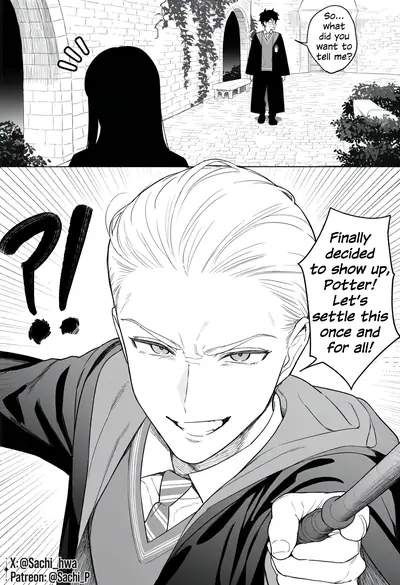 So...
what did
you want
to
tell me?
?!
Finally
decided
to show up,
Potter!
Let's
settle this
once and
for all!
X: @Sachi_hwa
Patreon: @Sachi_P